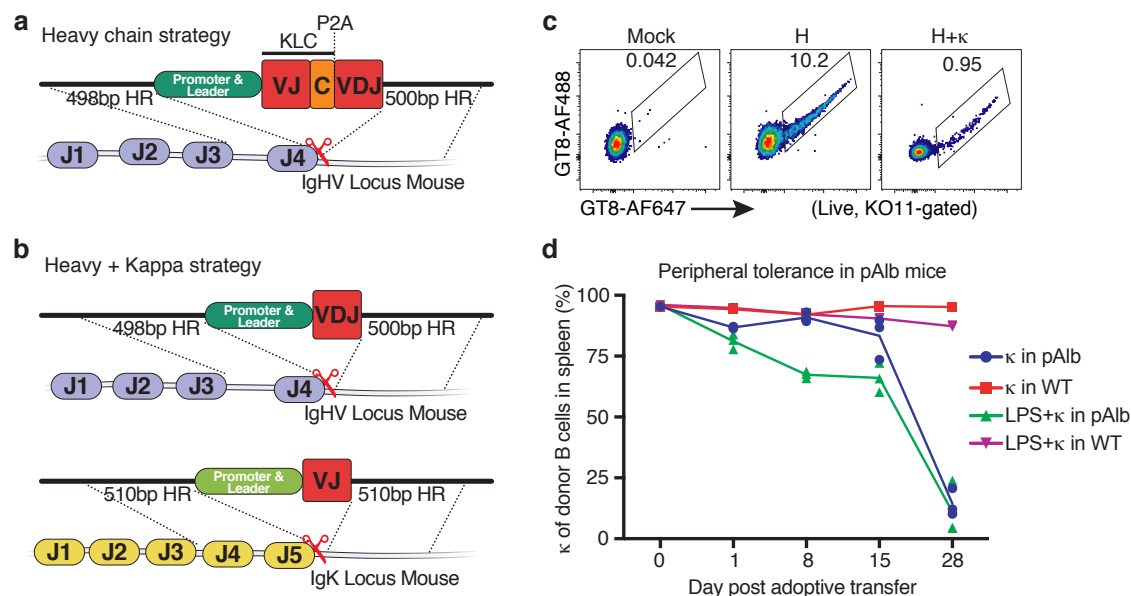 a
Heavy chain strategy
P2A
KLC
Promoter &
Leader
VJ
C
VDJ
498bp HR
500bp HR
J1
J2
J3
J4
IgHV Locus Mouse
b
Heavy + Kappa strategy
Promoter &
Leader
VDJ
498bp HR
500bp HR
J1
J2
J3
J4
IgHV Locus Mouse
Promoter &
Leader
VJ
510bp HR
510bp HR
J1
J2
J3
J4
J5
IgK Locus Mouse
c
Mock
H
H+κ
0.042
10.2
0.95
GT8-AF488
GT8-AF647
(Live, KO11-gated)
d
Peripheral tolerance in pAlb mice
κ of donor B cells in spleen (%)
100
75
50
25
0
0
1
8
15
28
Day post adoptive transfer
κ in pAlb
κ in WT
LPS+κ in pAlb
LPS+κ in WT